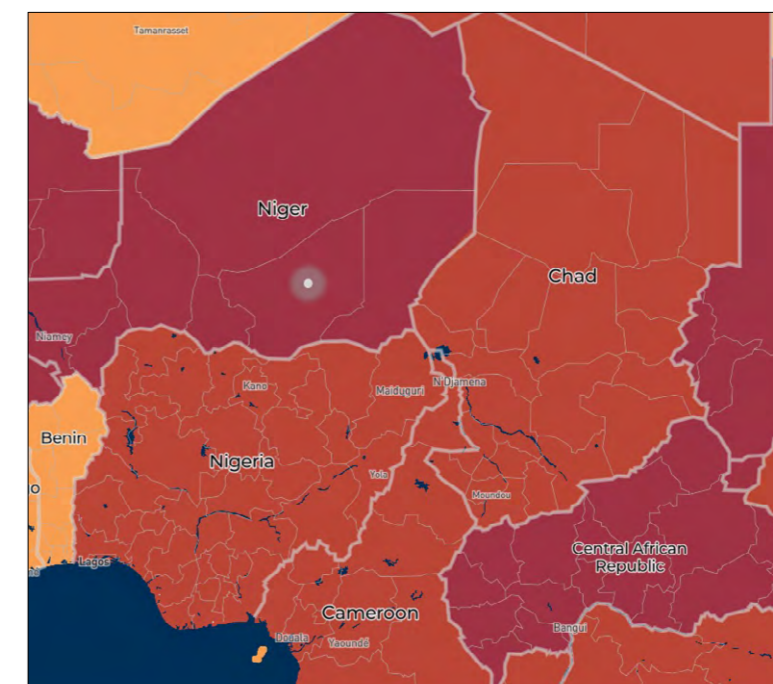 Tamanrasset
Niger
Chad
Niamey
N'Djamena
Kano
Maiduguri
Benin
Nigeria
Yola
o
Moundou
Central African
Republic
Lagos
Cameroon
Bangui
Douala
Yaoundé